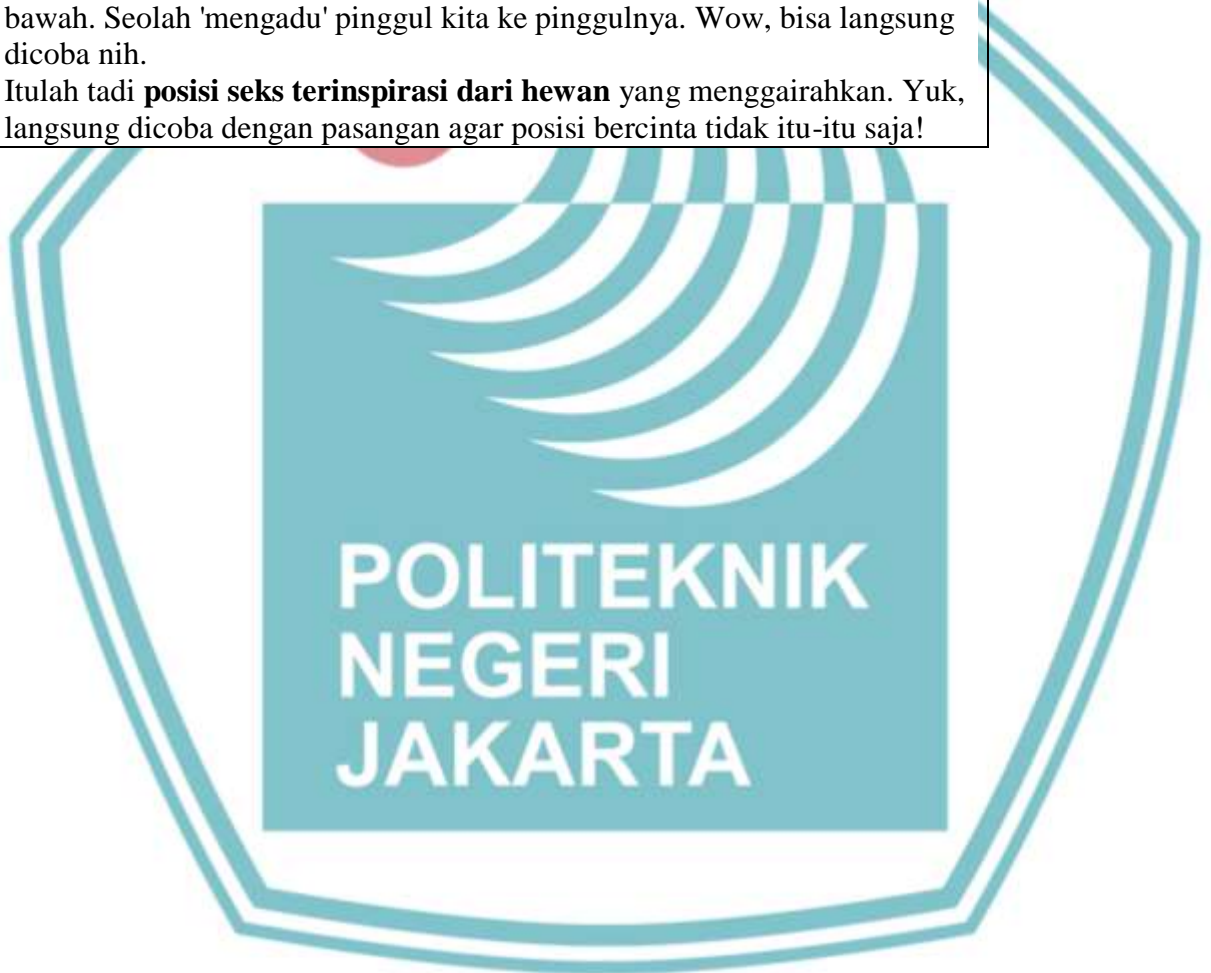 bawah. Seolah 'mengadu' pinggul kita ke pinggulnya. Wow, bisa langsung
dicoba nih.
Itulah tadi posisi seks terinspirasi dari hewan yang menggairahkan. Yuk,
langsung dicoba dengan pasangan agar posisi bercinta tidak itu-itu saja!
POLITEKNIK
NEGERI
JAKARTA